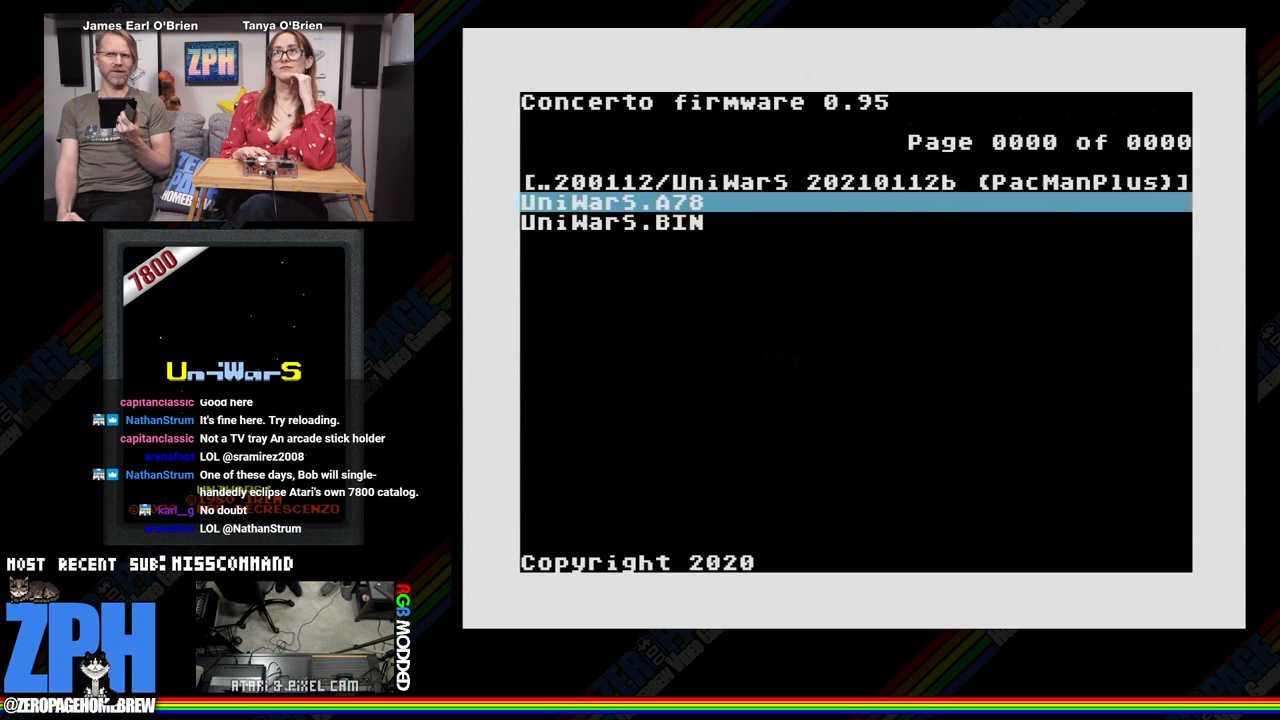 James Earl O'Brien
Tanya O'Brien
ZPH
Concerto firmware 0.95
Page 0000 of 0000
[..200112/UniWarS 20210112b (PacManPlus)]
UniWarS.A78
UniWarS.BIN
Copyright 2020
7800
UniWarS
capitanclassic Good here
NathanStrum It's fine here. Try reloading.
capitanclassic Not a TV tray An arcade stick holder
arenafoot LOL @sramirez2008
NathanStrum One of these days, Bob will single-
handedly eclipse Atari's own 7800 catalog.
karl__g No doubt
arenafoot LOL @NathanStrum
MOST RECENT SUB: MISSCOMMAND
ZPH
@ZEROPAGEHOMEBREW
RGB MODDED
ATARI & PIXEL CAM